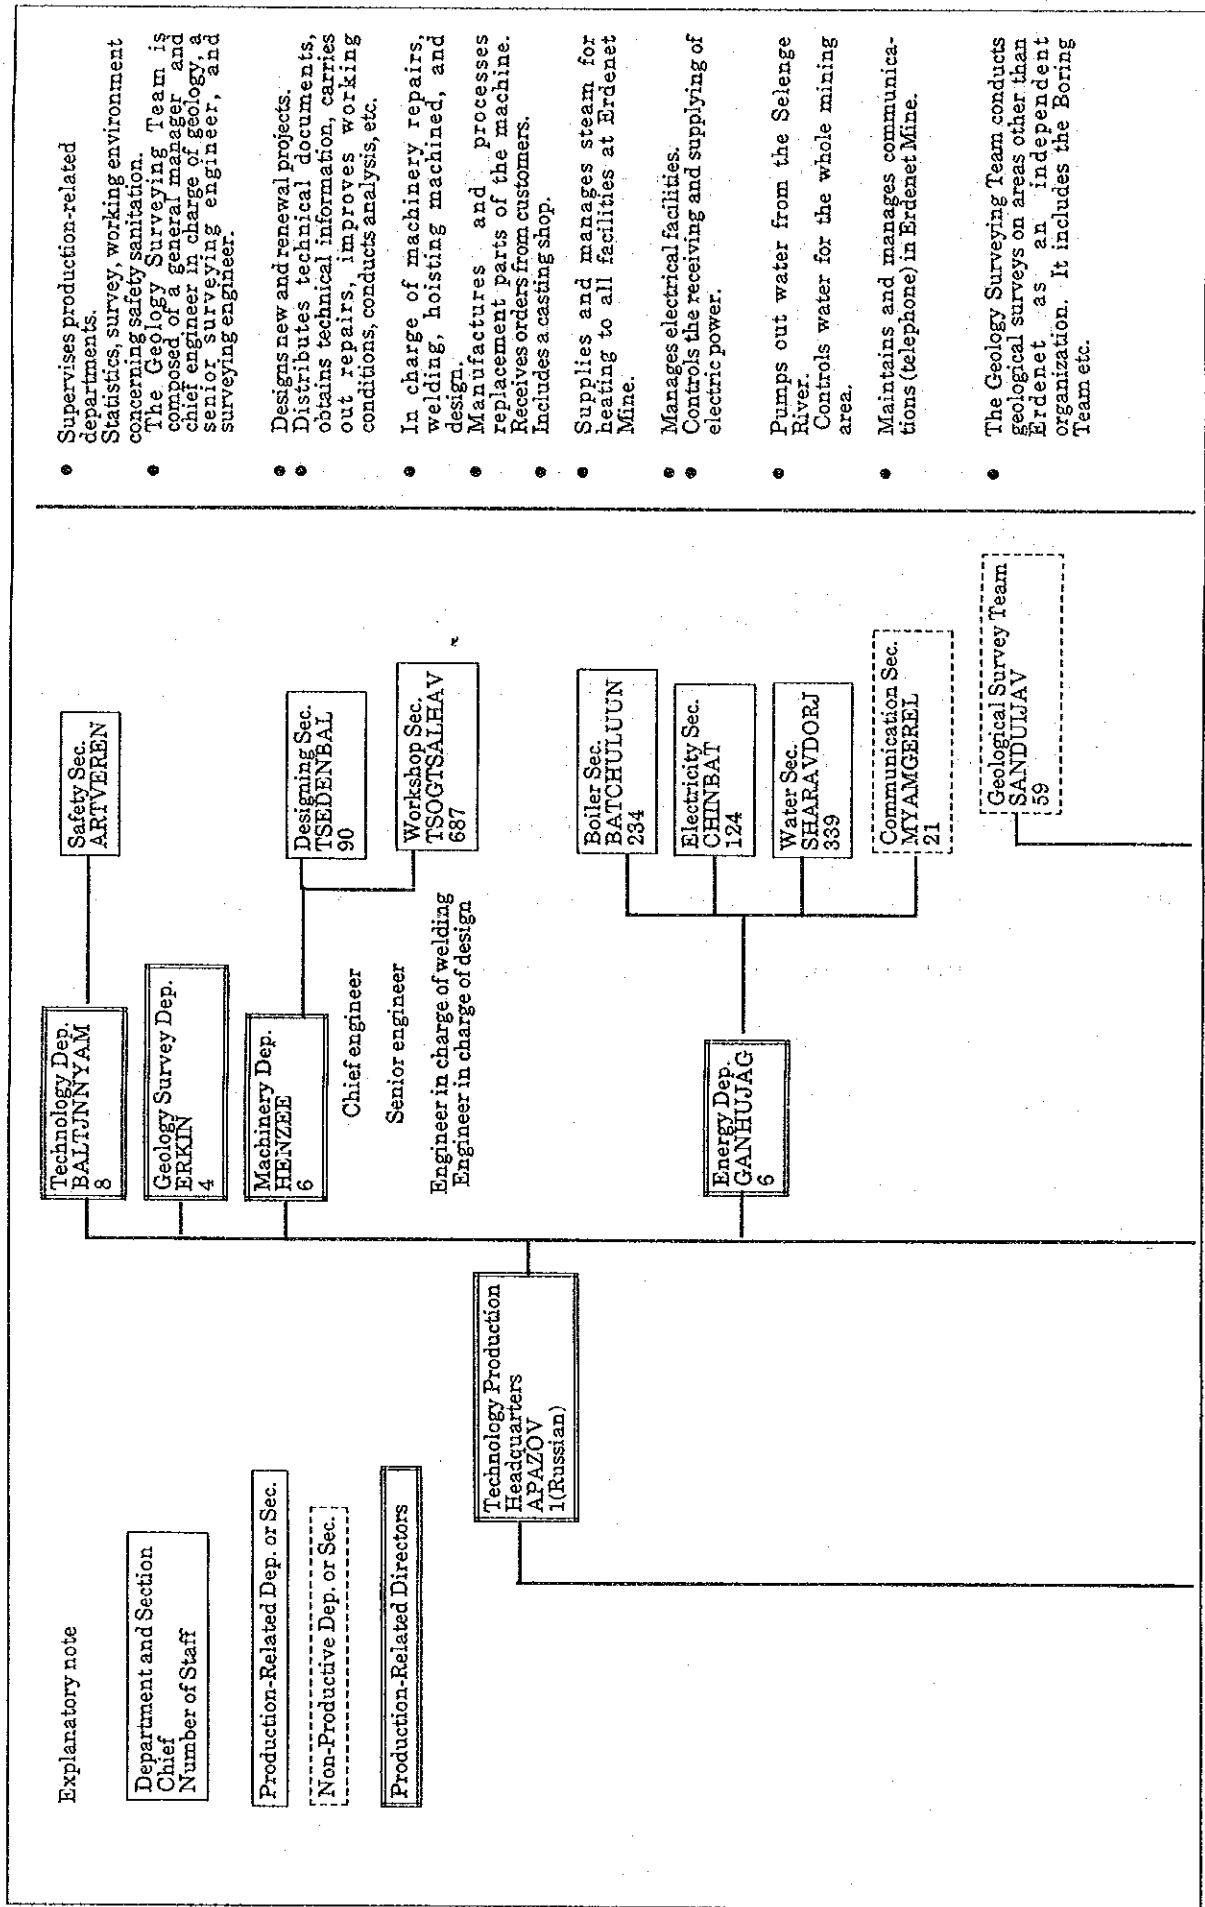 Explanatory note
Department and Section
Chief
Number of Staff
Production-Related Dep. or Sec.
Non-Productive Dep. or Sec.
Production-Related Directors
Technology Production
Headquarters
APAZOV
1(Russian)
Technology Dep.
BALTJNNYAM
8
Geology Survey Dep.
ERKIN
4
Machinery Dep.
HENZEE
6
Chief engineer
Senior engineer
Engineer in charge of welding
Engineer in charge of design
Energy Dep.
GANHUJAG
6
Safety Sec.
ARTVEREN
Designing Sec.
TSEDENBAL
90
Workshop Sec.
TSOGTSALHAV
687
Boiler Sec.
BATCHULUUN
234
Electricity Sec.
CHINBAT
124
Water Sec.
SHARAVDORJ
339
Communication Sec.
MYAMGEREL
21
Geological Survey Team
SANDUIJAV
59
● Supervises production-related
departments.
Statistics, survey, working environment
concerning safety sanitation.
● The Geology Surveying Team is
composed of a general manager and
chief engineer in charge of geology, a
senior surveying engineer, and
surveying engineer.
● Designs new and renewal projects.
● Distributes technical documents,
obtains technical information, carries
out repairs, improves working
conditions, conducts analysis, etc.
● In charge of machinery repairs,
welding, hoisting machined, and
design.
● Manufactures and processes
replacement parts of the machine.
Receives orders from customers.
● Includes a casting shop.
● Supplies and manages steam for
heating to all facilities at Erdenet
Mine.
● Manages electrical facilities.
● Controls the receiving and supplying of
electric power.
● Pumps out water from the Selenge
River.
Controls water for the whole mining
area.
● Maintains and manages communica-
tions (telephone) in Erdenet Mine.
● The Geology Surveying Team conducts
geological surveys on areas other than
Erdenet as an independent
organization. It includes the Boring
Team etc.